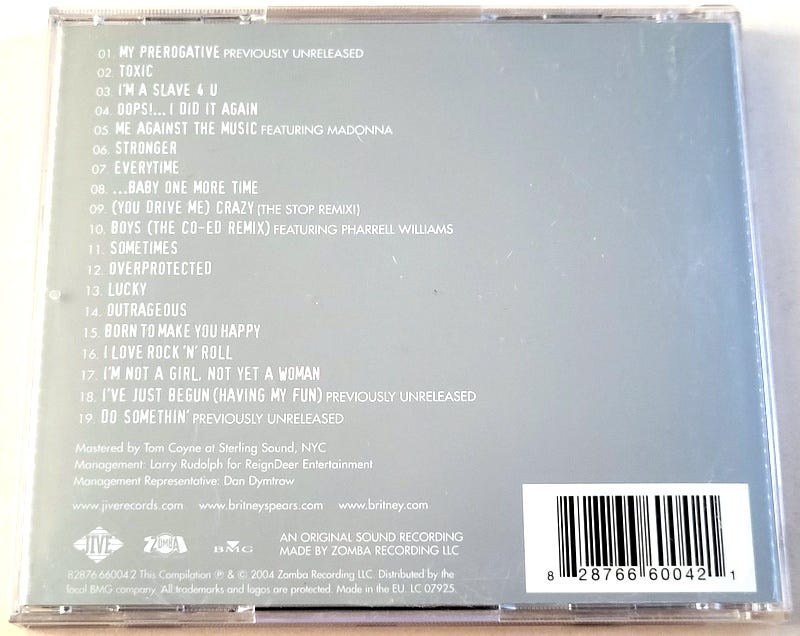 01. MY PREROGATIVE PREVIOUSLY UNRELEASED
02. TOXIC
03. I'M A SLAVE 4 U
04. OOPS!... I DID IT AGAIN
05. ME AGAINST THE MUSIC FEATURING MADONNA
06. STRONGER
07. EVERYTIME
08. ...BABY ONE MORE TIME
09. (YOU DRIVE ME) CRAZY (THE STOP REMIX!)
10. BOYS (THE CO-ED REMIX) FEATURING PHARRELL WILLIAMS
11. SOMETIMES
12. OVERPROTECTED
13. LUCKY
14. OUTRAGEOUS
15. BORN TO MAKE YOU HAPPY
16. I LOVE ROCK 'N' ROLL
17. I'M NOT A GIRL, NOT YET A WOMAN
18. I'VE JUST BEGUN (HAVING MY FUN) PREVIOUSLY UNRELEASED
19. DO SOMETHIN' PREVIOUSLY UNRELEASED
Mastered by Tom Coyne at Sterling Sound, NYC
Management: Larry Rudolph for ReignDeer Entertainment
Management Representative: Dan Dymtrow
www.jiverecords.com www.britneyspears.com www.britney.com
JIVE ZOMBA BMG
AN ORIGINAL SOUND RECORDING
MADE BY ZOMBA RECORDING LLC
82876 66004 2 This Compilation ℗ & © 2004 Zomba Recording LLC. Distributed by the
local BMG company. All trademarks and logos are protected. Made in the EU. LC 07925.
8 28766 60042 1